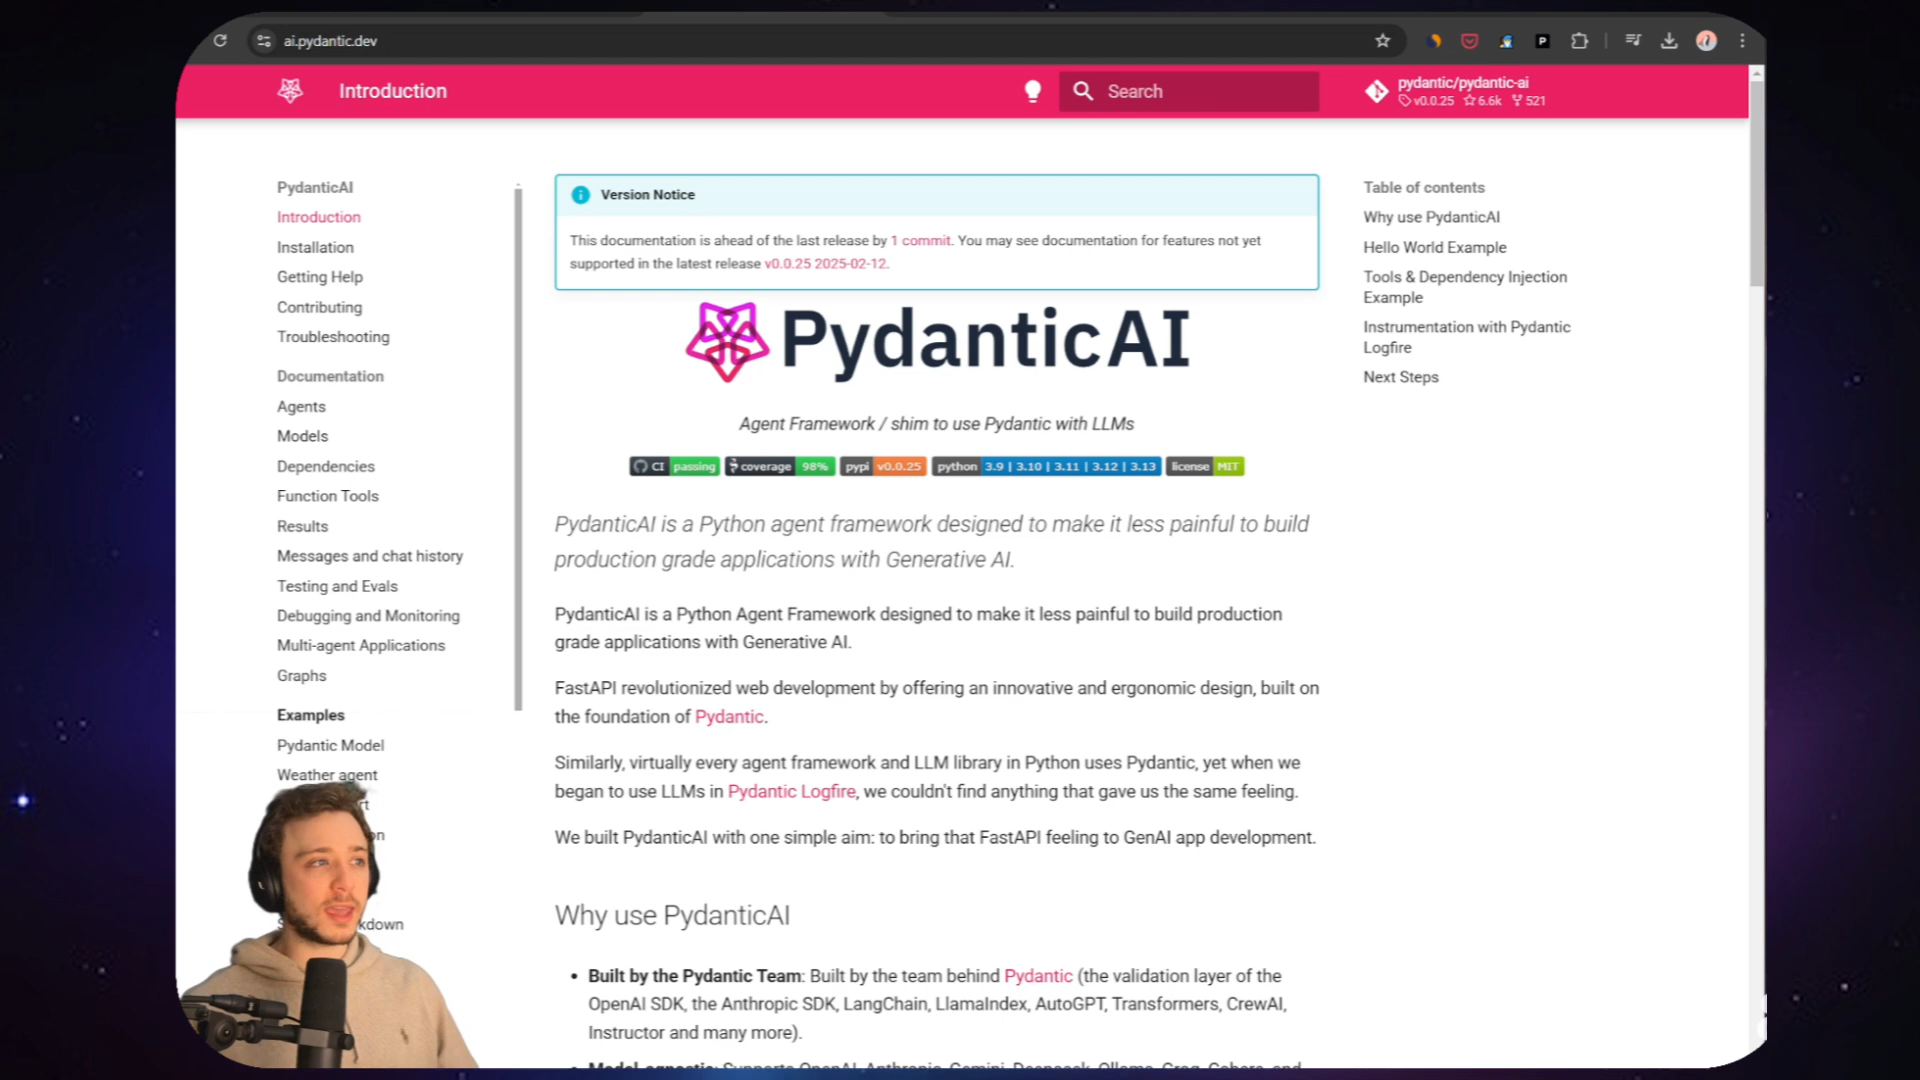 ai.pydantic.dev
Introduction
Search
pydantic/pydantic-ai
v0.0.25 6.6k 521
PydanticAI
Introduction
Installation
Getting Help
Contributing
Troubleshooting
Documentation
Agents
Models
Dependencies
Function Tools
Results
Messages and chat history
Testing and Evals
Debugging and Monitoring
Multi-agent Applications
Graphs
Examples
Pydantic Model
Weather agent
Version Notice
This documentation is ahead of the last release by 1 commit. You may see documentation for features not yet
supported in the latest release v0.0.25 2025-02-12.
PydanticAI
Agent Framework / shim to use Pydantic with LLMs
CI passing coverage 98% pypi v0.0.25 python 3.9 | 3.10 | 3.11 | 3.12 | 3.13 license MIT
PydanticAI is a Python agent framework designed to make it less painful to build
production grade applications with Generative AI.
PydanticAI is a Python Agent Framework designed to make it less painful to build production
grade applications with Generative AI.
FastAPI revolutionized web development by offering an innovative and ergonomic design, built on
the foundation of Pydantic.
Similarly, virtually every agent framework and LLM library in Python uses Pydantic, yet when we
began to use LLMs in Pydantic Logfire, we couldn't find anything that gave us the same feeling.
We built PydanticAI with one simple aim: to bring that FastAPI feeling to GenAI app development.
Why use PydanticAI
• Built by the Pydantic Team: Built by the team behind Pydantic (the validation layer of the
OpenAI SDK, the Anthropic SDK, LangChain, LlamaIndex, AutoGPT, Transformers, CrewAI,
Instructor and many more).
• Model-agnostic: Supports OpenAI, Anthropic, Gemini, Deepseek, Ollama, Groq, Cohere, and
Table of contents
Why use PydanticAI
Hello World Example
Tools & Dependency Injection
Example
Instrumentation with Pydantic
Logfire
Next Steps